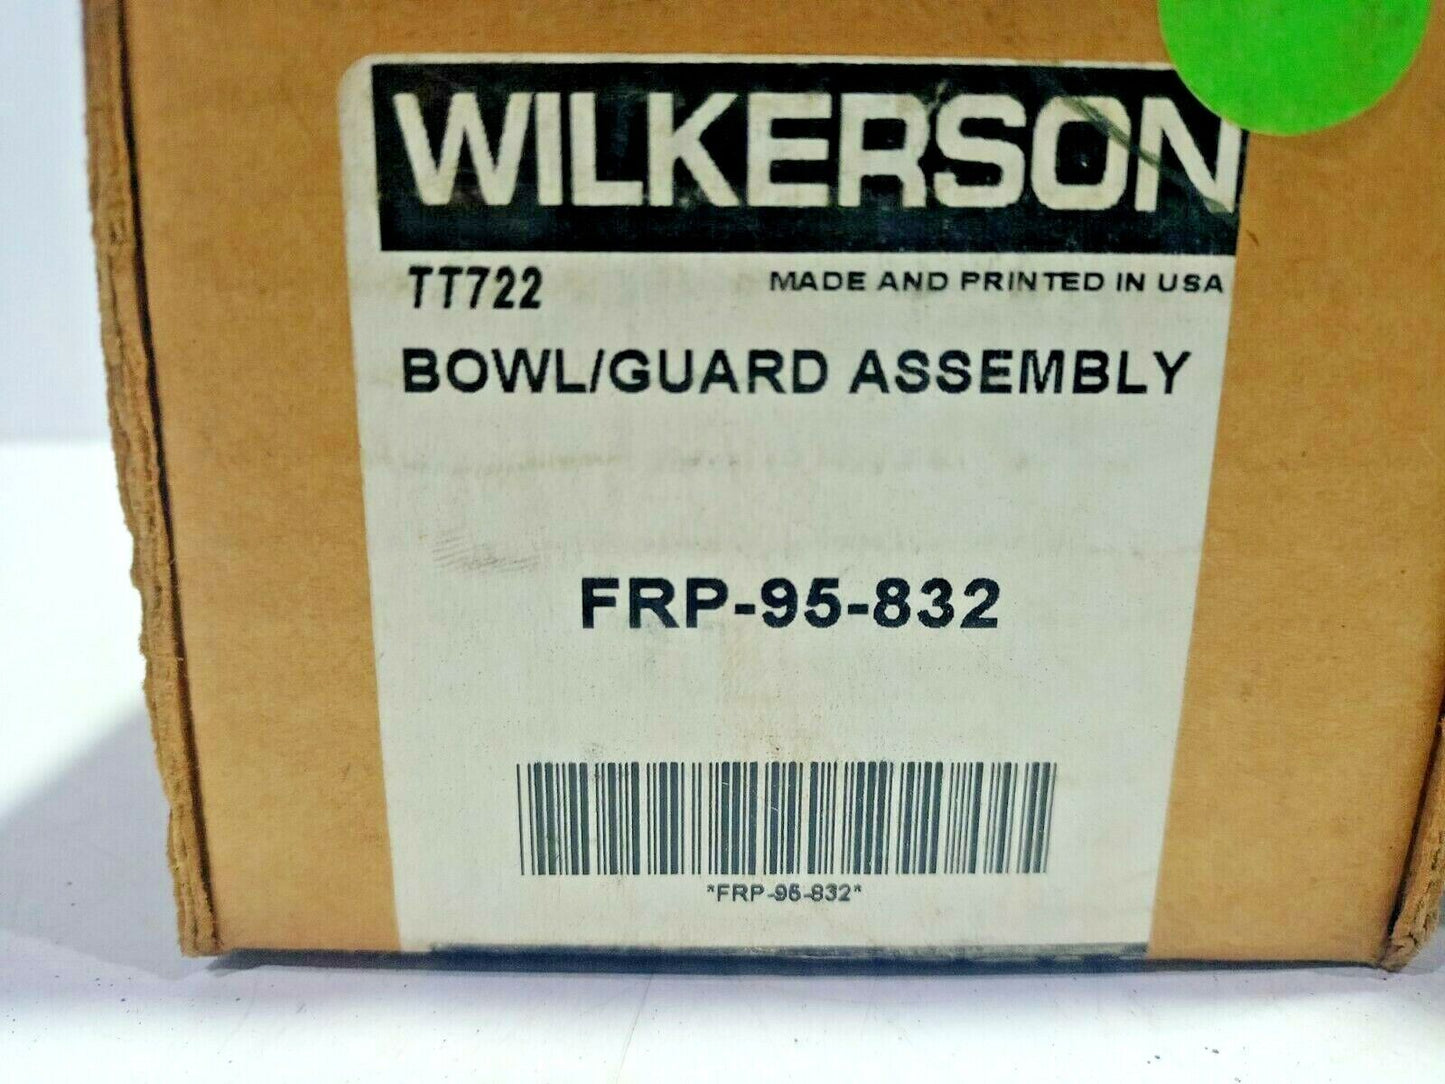 WILKERSON
TT722 MADE AND PRINTED IN USA
BOWL/GUARD ASSEMBLY
FRP-95-832
*FRP-95-832*